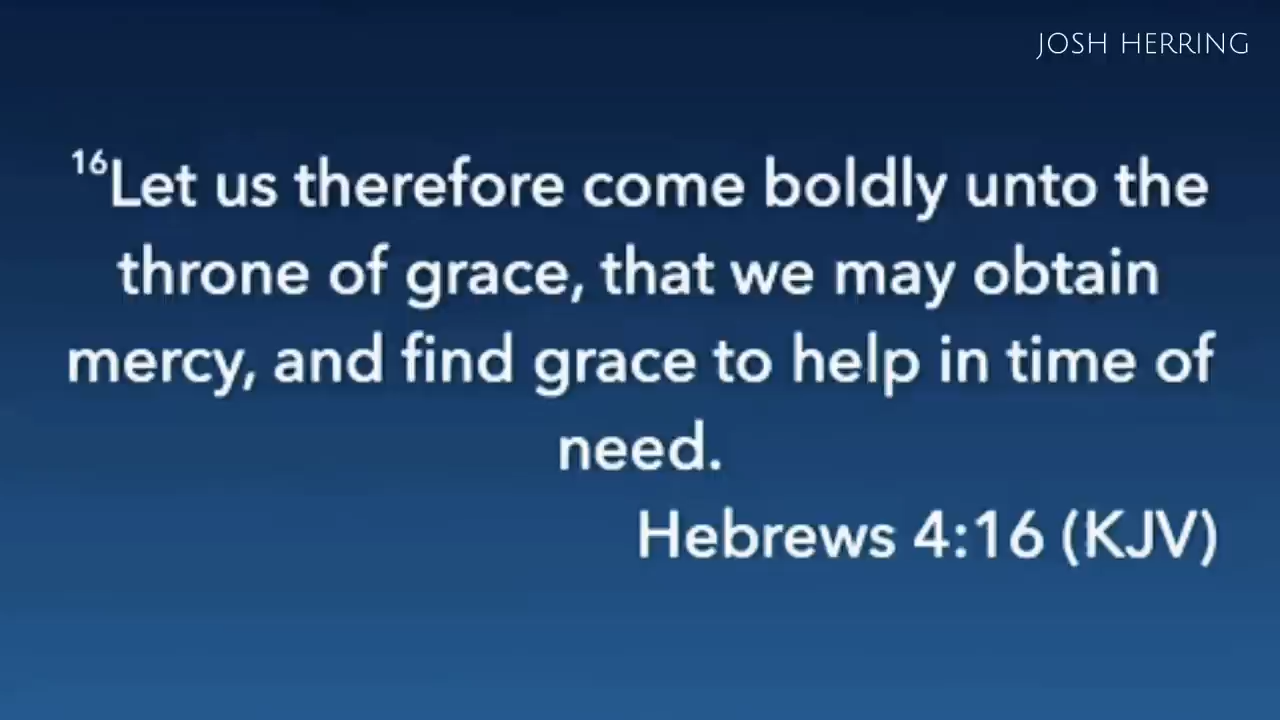 JOSH HERRING
16Let us therefore come boldly unto the
throne of grace, that we may obtain
mercy, and find grace to help in time of
need.
Hebrews 4:16 (KJV)